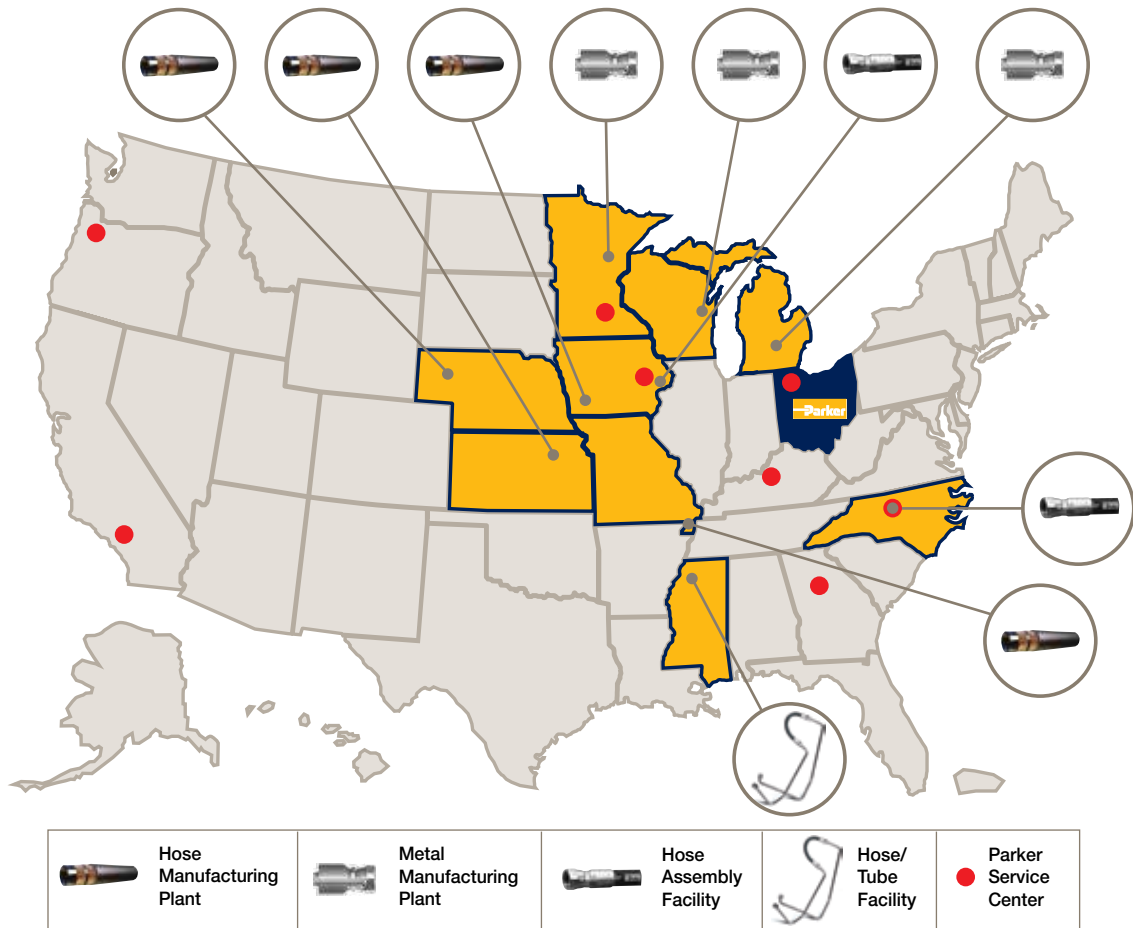 Parker
Hose
Manufacturing
Plant
Metal
Manufacturing
Plant
Hose
Assembly
Facility
Hose/
Tube
Facility
Parker
Service
Center